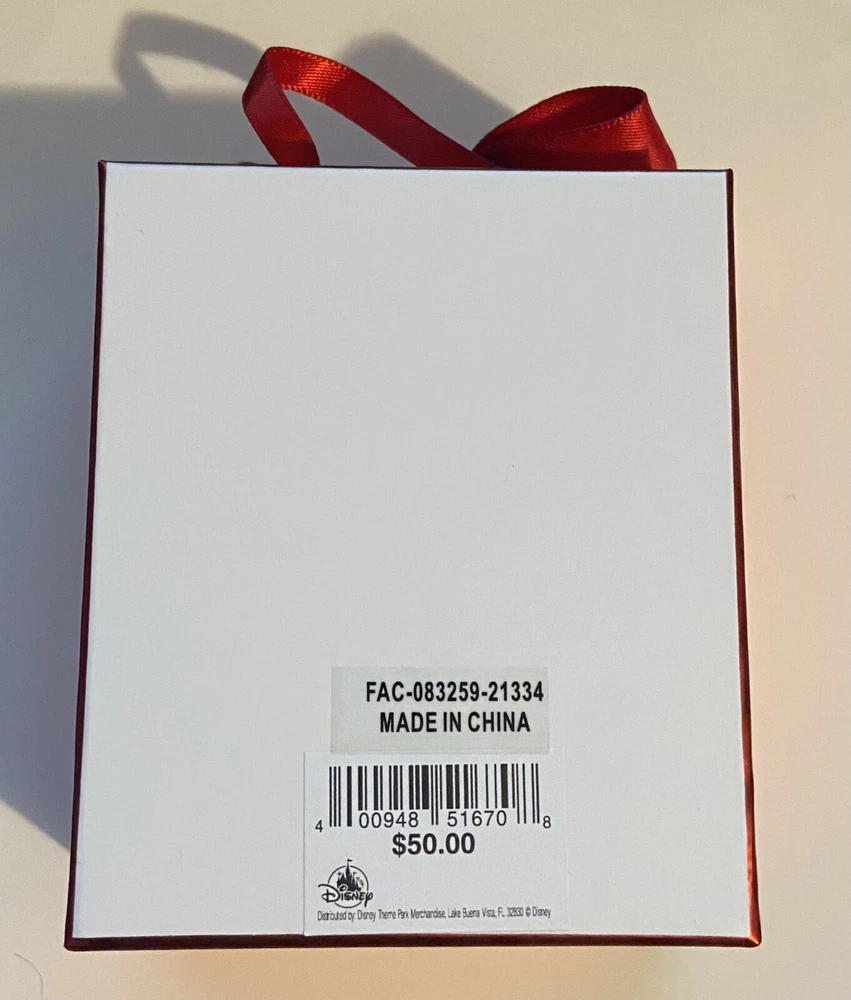 FAC-083259-21334
MADE IN CHINA
4 00948 51670 8
$50.00
Disney
Distributed by: Disney Theme Park Merchandise, Lake Buena Vista, FL 32830 © Disney